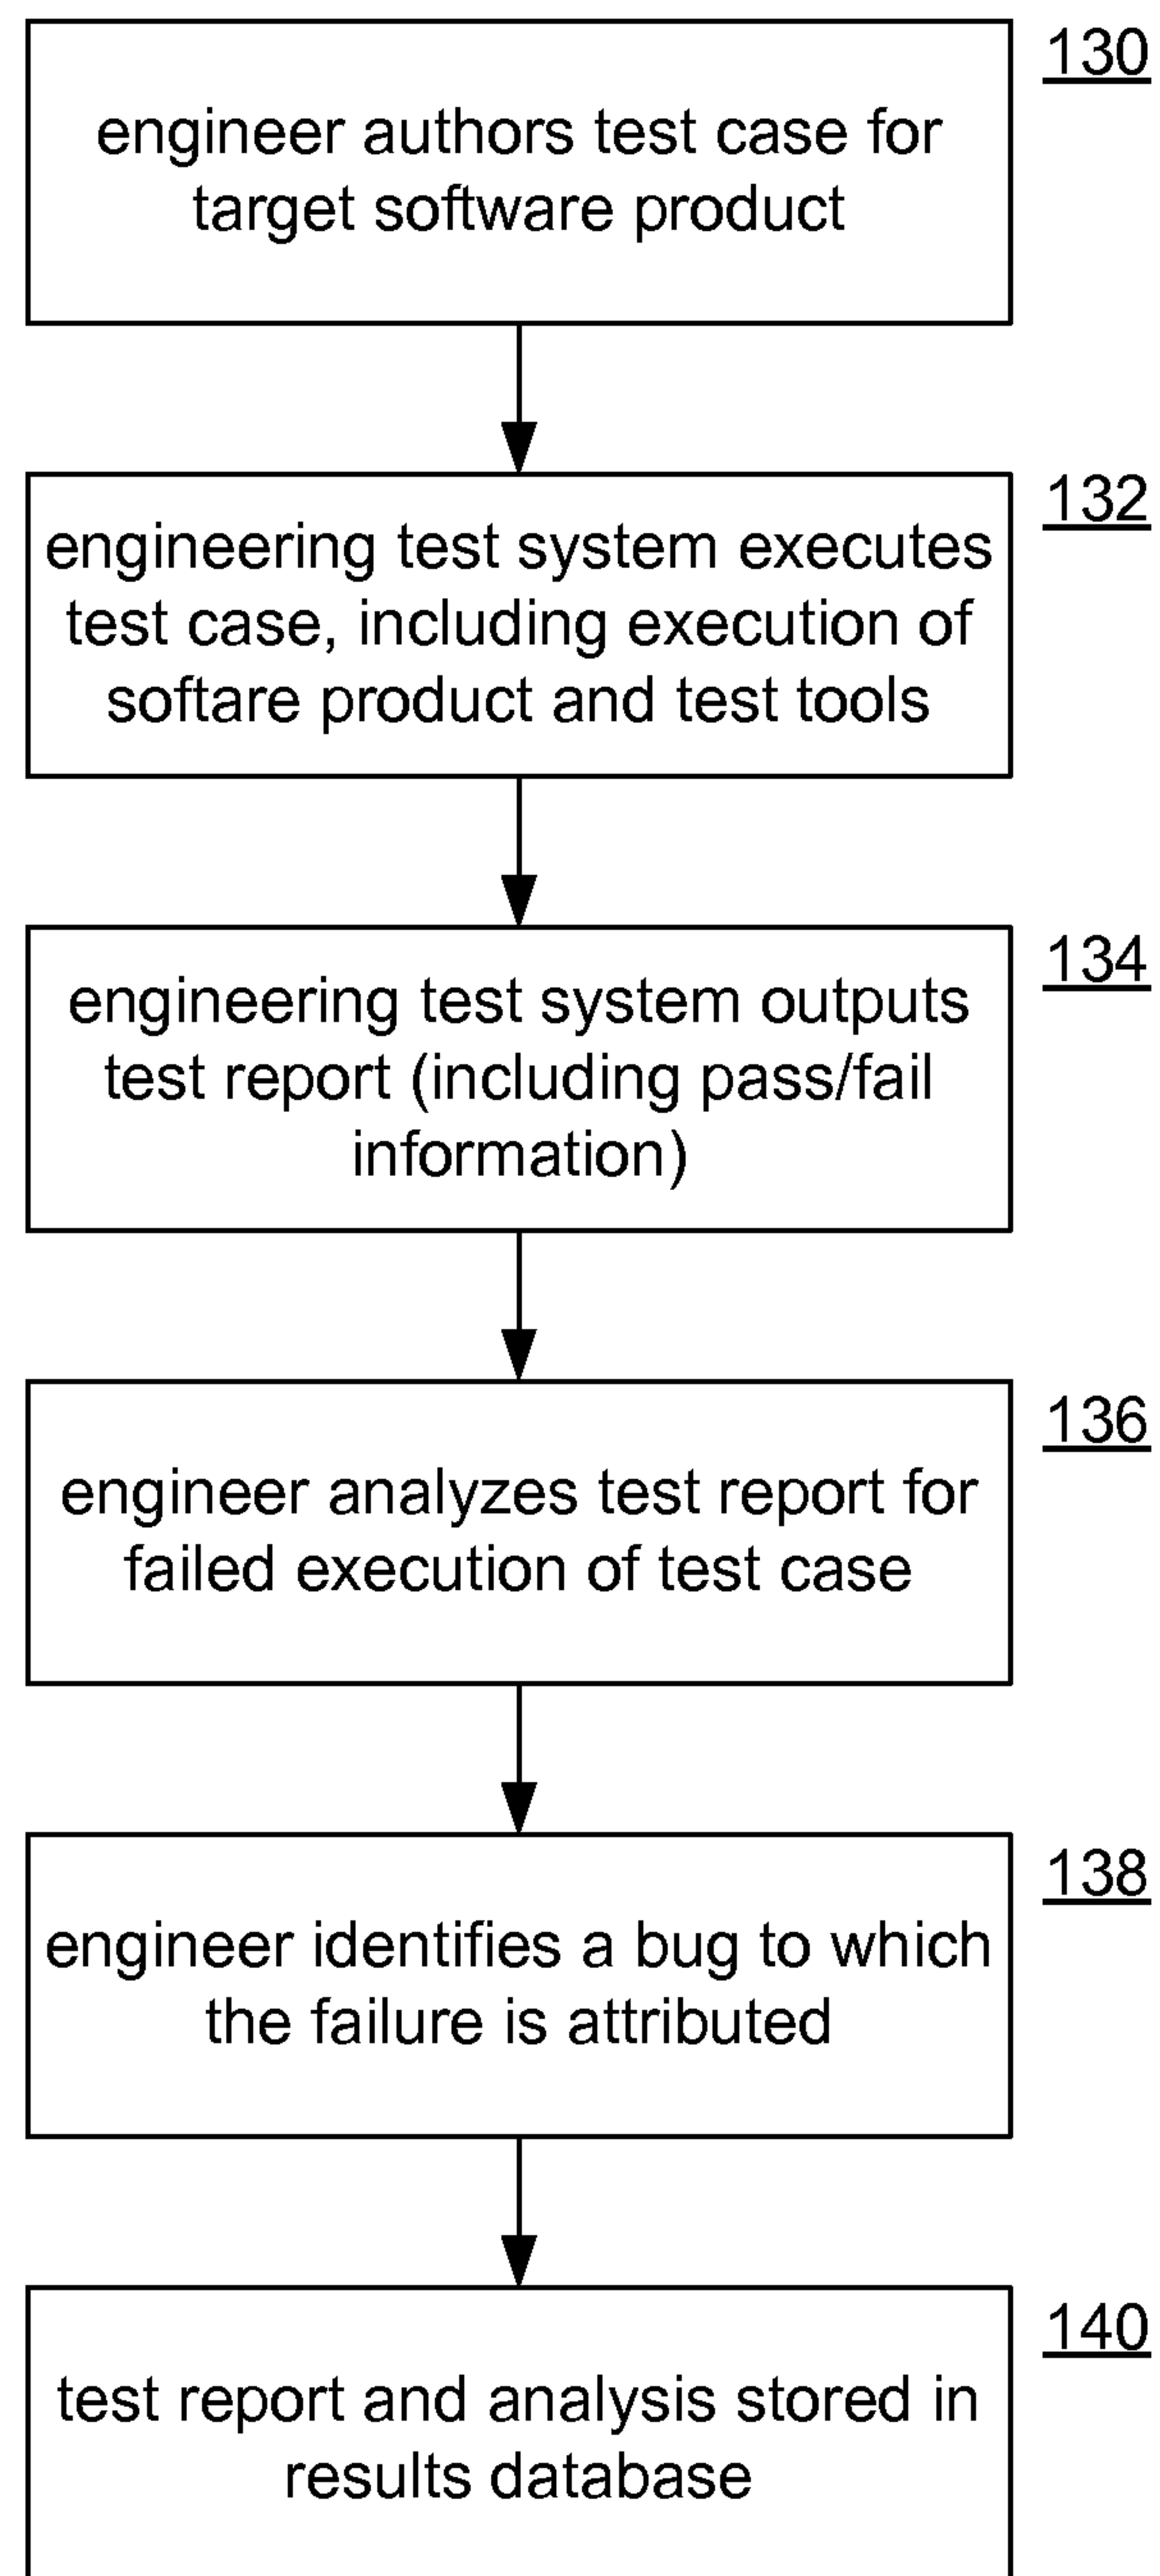 130
engineer authors test case for
target software product
132
engineering test system executes
test case, including execution of
softare product and test tools
134
engineering test system outputs
test report (including pass/fail
information)
136
engineer analyzes test report for
failed execution of test case
138
engineer identifies a bug to which
the failure is attributed
140
test report and analysis stored in
results database